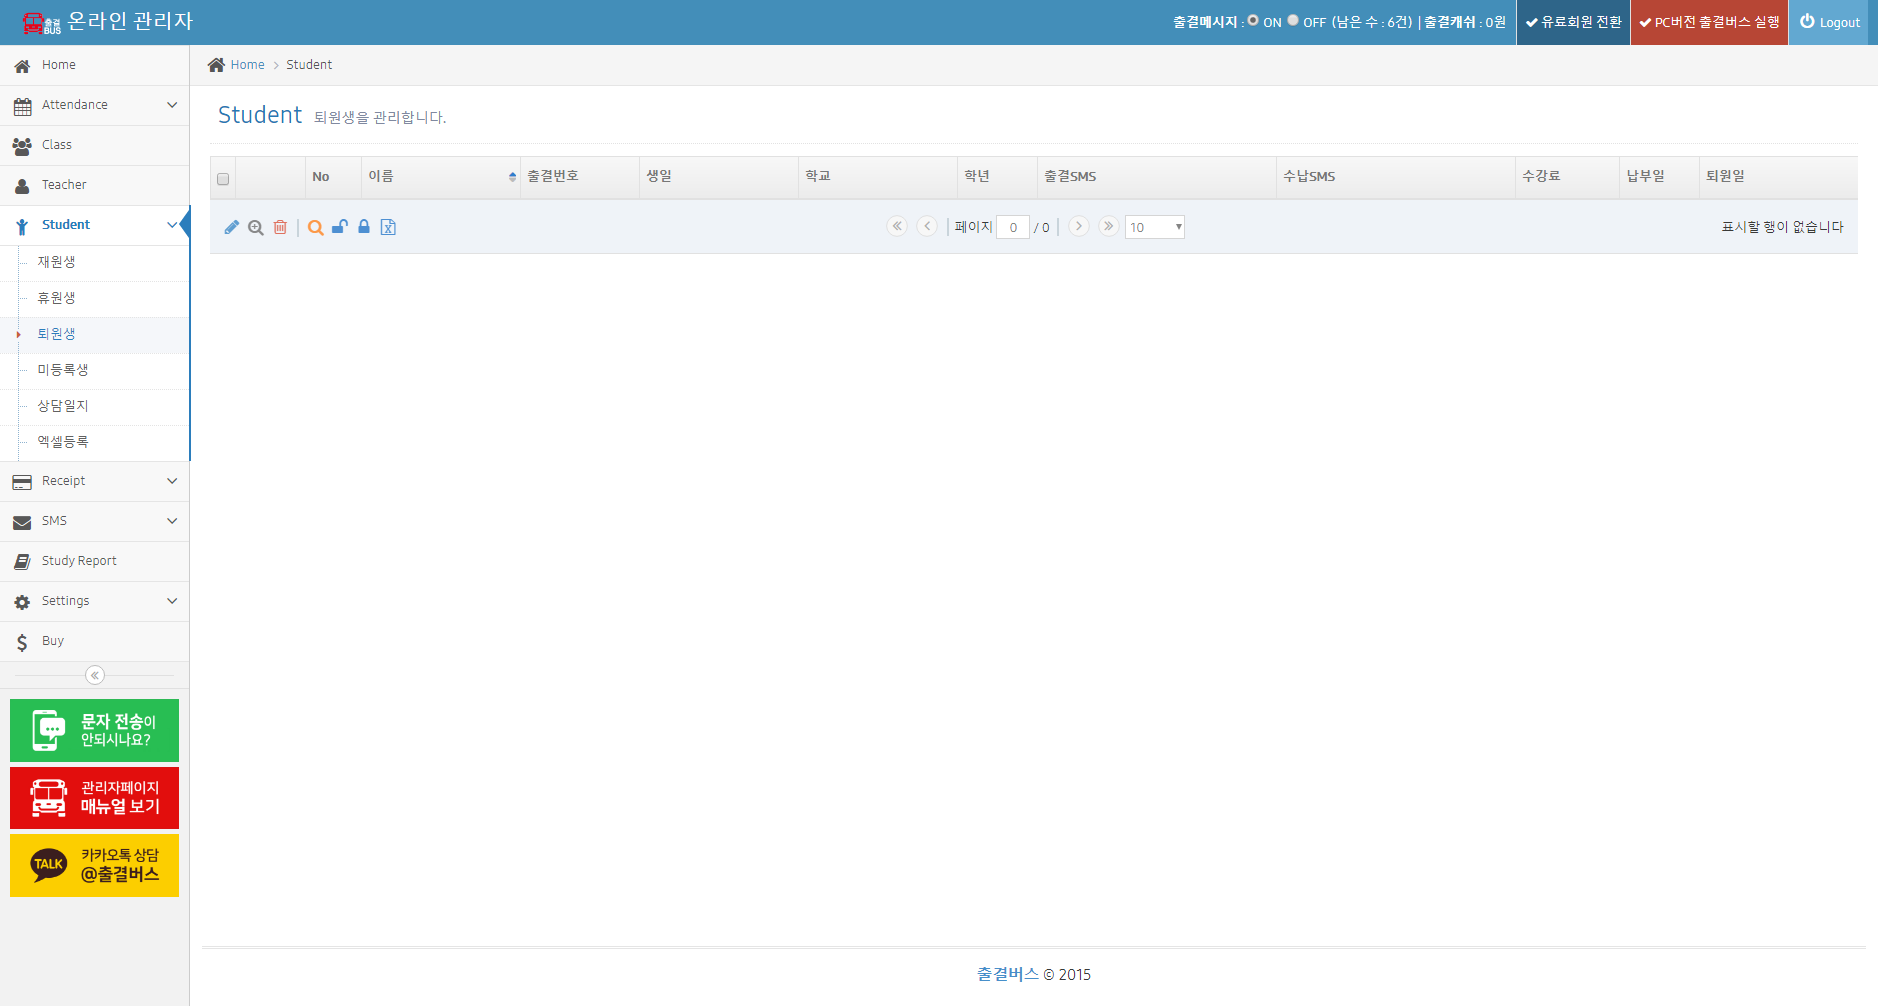 출결 BUS 온라인 관리자
출결메시지 : ON OFF (남은 수 : 6건) | 출결캐쉬 : 0원
유료회원 전환
PC버전 출결버스 실행
Logout
Home
Attendance
Class
Teacher
Student
재원생
휴원생
퇴원생
미등록생
상담일지
엑셀등록
Receipt
SMS
Study Report
Settings
Buy
문자 전송이
안되시나요?
관리자페이지
매뉴얼 보기
TALK
카카오톡 상담
@출결버스
Home > Student
Student 퇴원생을 관리합니다.
No 이름 출결번호 생일 학교 학년 출결SMS 수납SMS 수강료 납부일 퇴원일
페이지 0 / 0 10 표시할 행이 없습니다
출결버스 © 2015